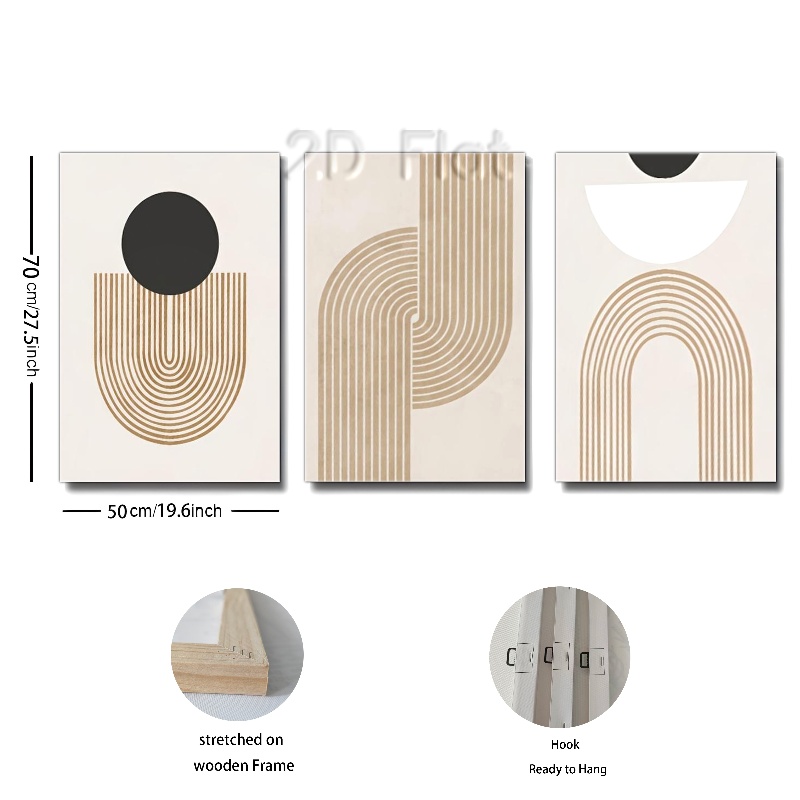 2D Flat
70 cm/27.5inch
50cm/19.6inch
stretched on
wooden Frame
Hook
Ready to Hang